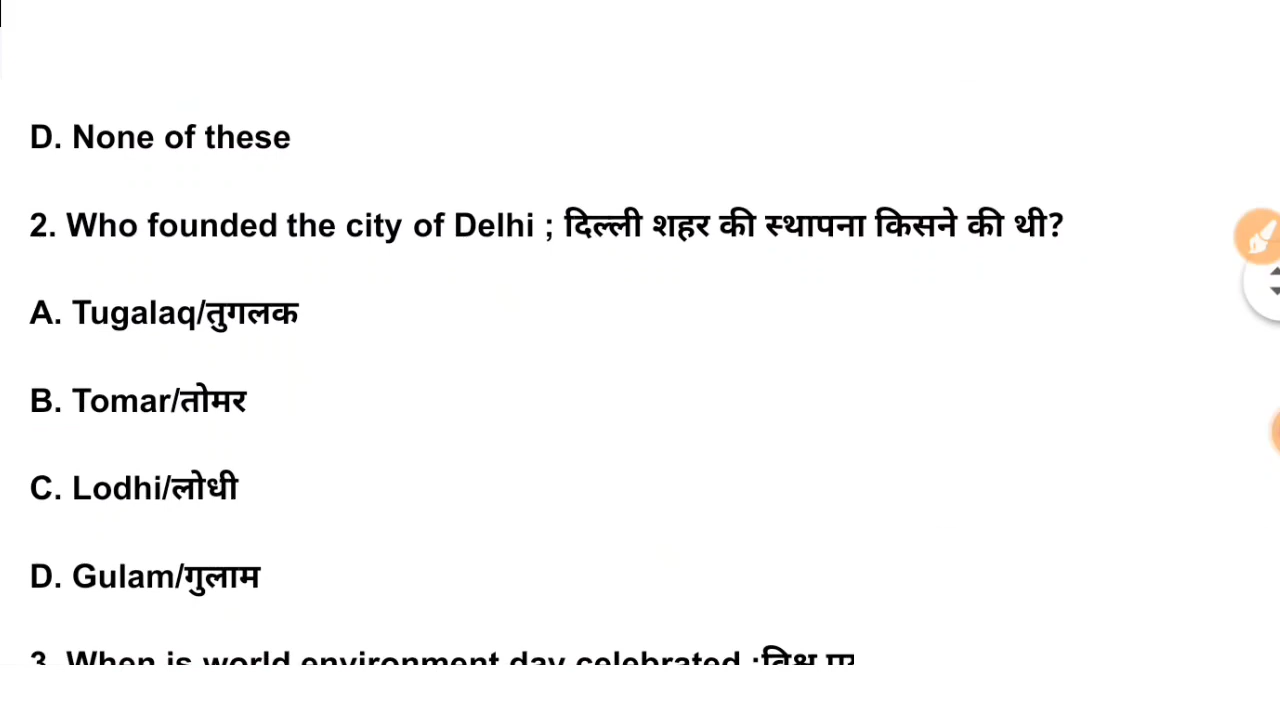 D. None of these
2. Who founded the city of Delhi ; दिल्ली शहर की स्थापना किसने की थी?
A. Tugalaq/तुगलक
B. Tomar/तोमर
C. Lodhi/लोधी
D. Gulam/गुलाम
3. When is world environment day celebrated ;विश्व